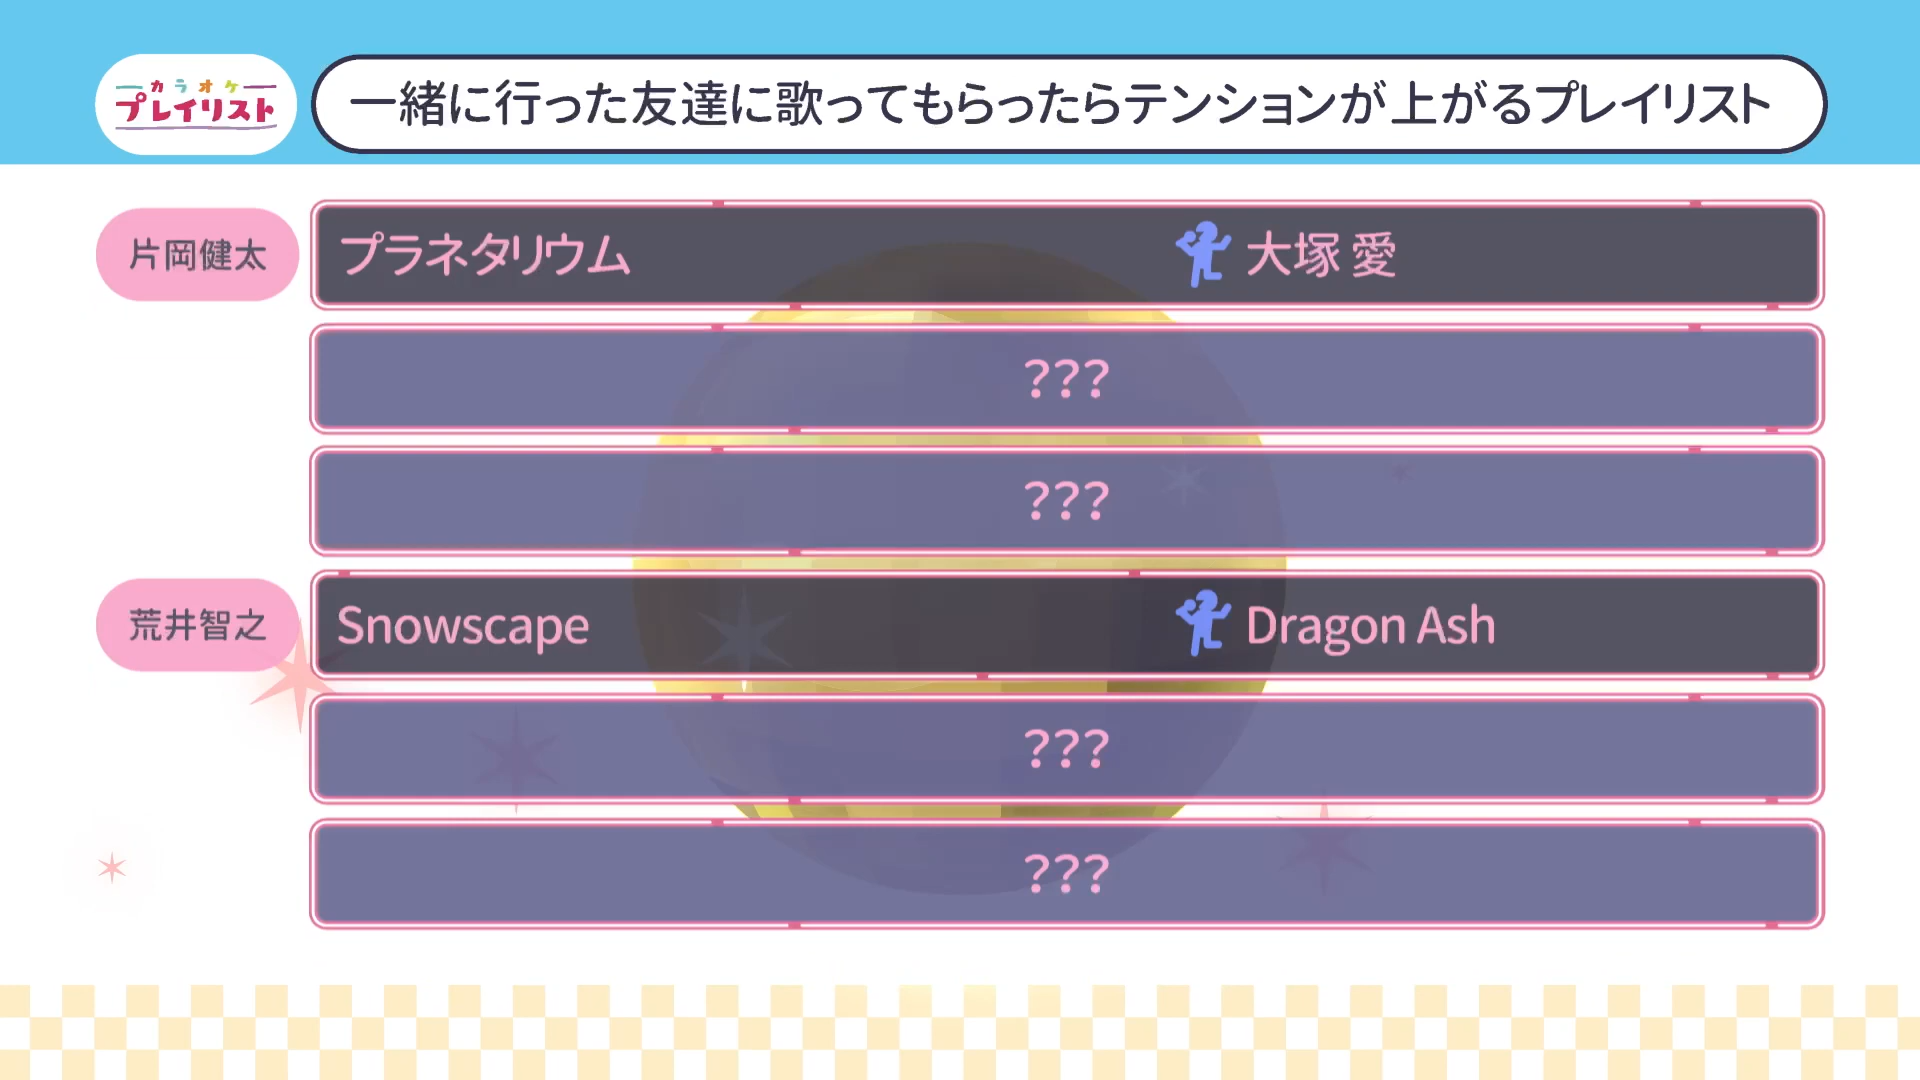 カラオケ
プレイリスト
一緒に行った友達に歌ってもらったらテンションが上がるプレイリスト
片岡健太
プラネタリウム 大塚 愛
???
???
荒井智之
Snowscape Dragon Ash
???
???